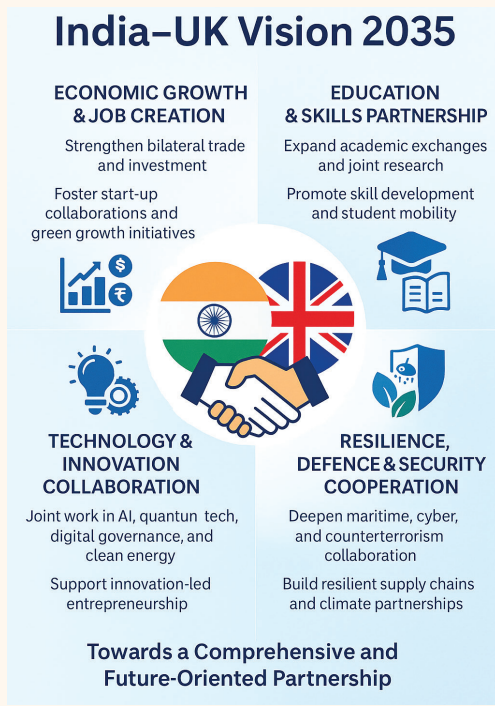 India–UK Vision 2035
ECONOMIC GROWTH
& JOB CREATION
Strengthen bilateral trade
and investment
Foster start-up
collaborations and
green growth initiatives
$
₹
EDUCATION
& SKILLS PARTNERSHIP
Expand academic exchanges
and joint research
Promote skill development
and student mobility
TECHNOLOGY &
INNOVATION
COLLABORATION
Joint work in AI, quantun tech,
digital governance, and
clean energy
Support innovation-led
entrepreneurship
RESILIENCE,
DEFENCE & SECURITY
COOPERATION
Deepen maritime, cyber,
and counterterrorism
collaboration
Build resilient supply chains
and climate partnerships
Towards a Comprehensive and
Future-Oriented Partnership